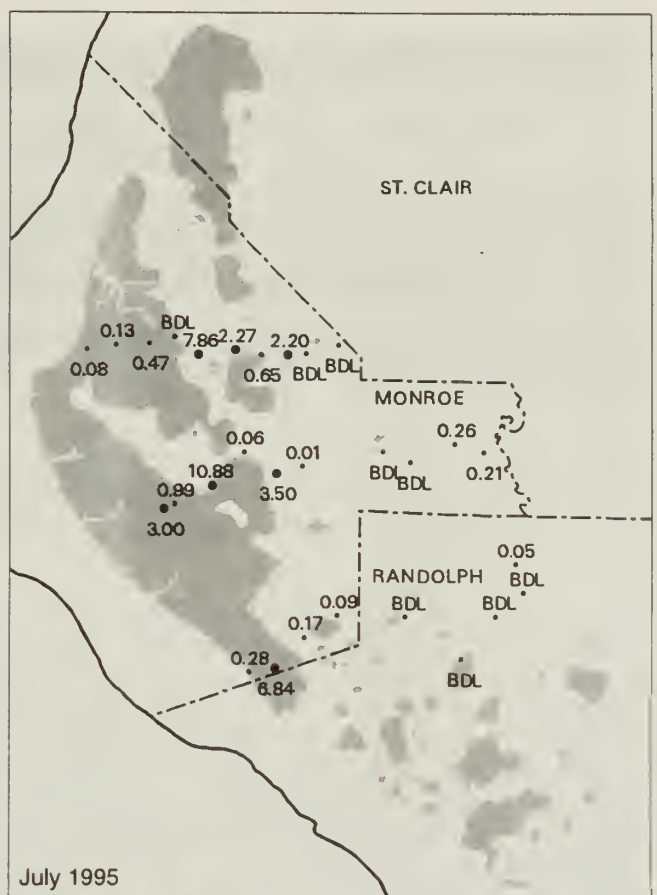 ST. CLAIR
BDL
0.13
7.86
2.27
2.20
0.08
0.47
0.65
BDL
BDL
MONROE
0.06
0.01
0.26
10.88
BDL
BDL
0.21
0.99
3.50
3.00
0.05
RANDOLPH
BDL
0.09
BDL
BDL
0.17
0.28
6.84
BDL
July 1995